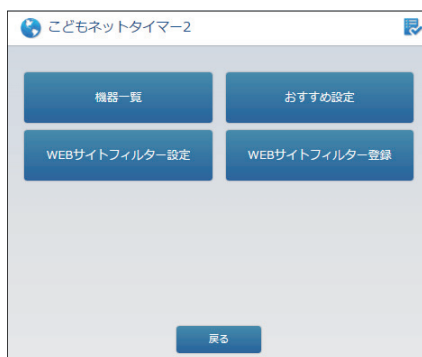 こどもネットタイマー2
機器一覧
おすすめ設定
WEBサイトフィルター設定
WEBサイトフィルター登録
戻る